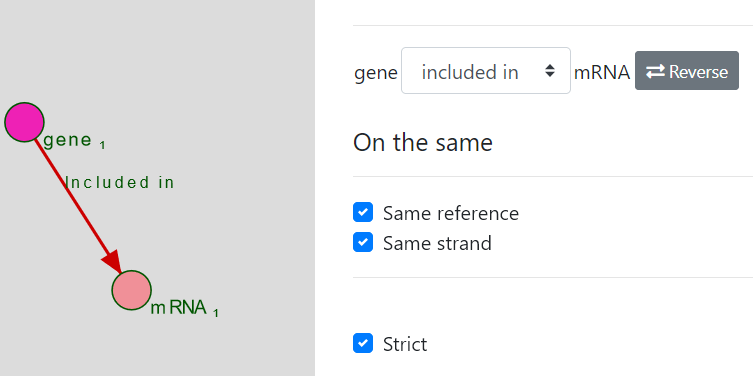 gene 1
Included in
mRNA 1
gene included in mRNA Reverse
On the same
Same reference
Same strand
Strict